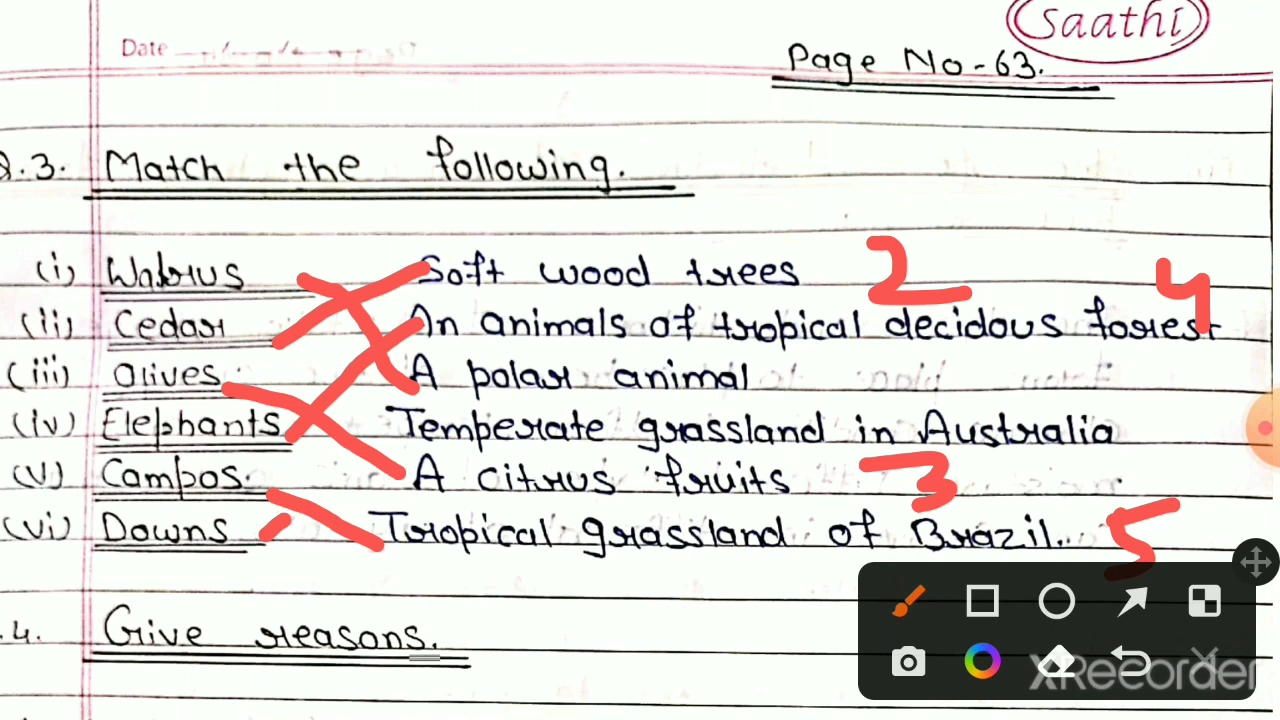 Saathi
Date
Page No-63.
Q.3. Match the following.
(i) Walrus Soft wood trees 2
(ii) Cedar An animals of tropical decidous forest 4
(iii) Olives A polar animal
(iv) Elephants Temperate grassland in Australia
(v) Campos. A citrus fruits 3
(vi) Downs Tropical grassland of Brazil. 5
.4. Give reasons.
XRecorder